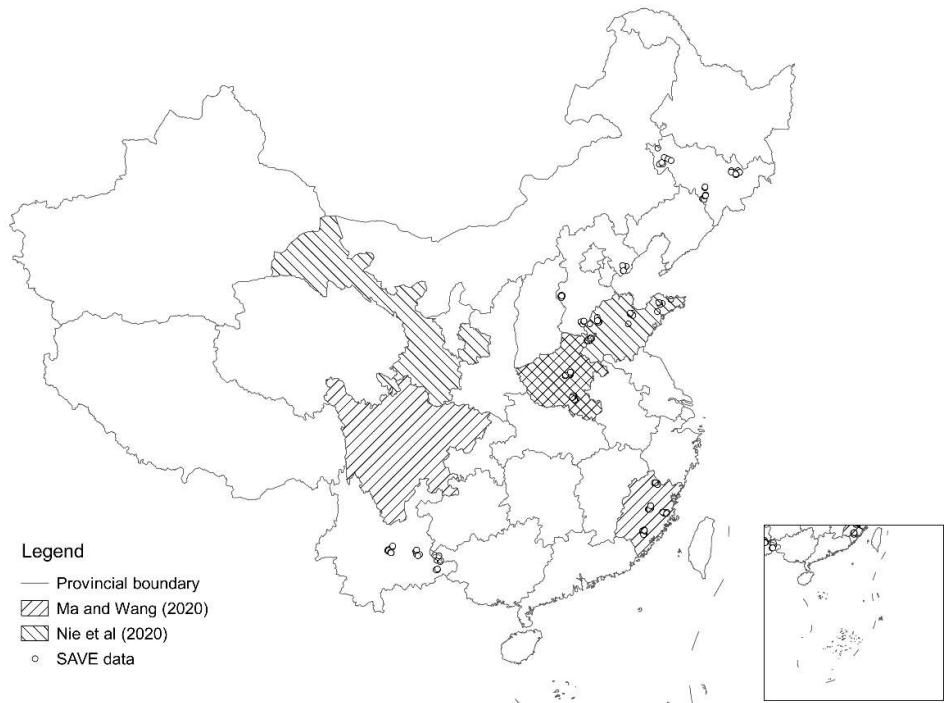 Legend
Provincial boundary
Ma and Wang (2020)
Nie et al (2020)
SAVE data